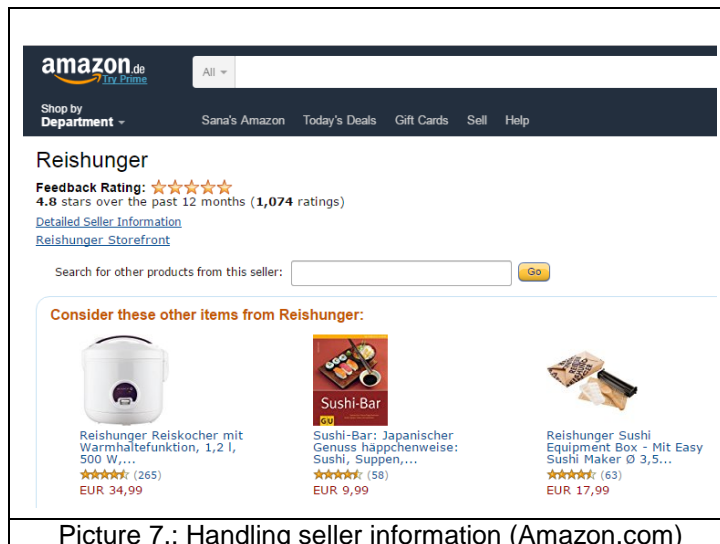 amazon.de
Try Prime
All
Shop by
Department
Sana's Amazon Today's Deals Gift Cards Sell Help
Reishunger
Feedback Rating:
4.8 stars over the past 12 months (1,074 ratings)
Detailed Seller Information
Reishunger Storefront
Search for other products from this seller: Go
Consider these other items from Reishunger:
Sushi-Bar
GU
Reishunger Reiskocher mit
Warmhaltefunktion, 1,2 l,
500 W,...
(265)
EUR 34,99
Sushi-Bar: Japanischer
Genuss häppchenweise:
Sushi, Suppen,...
(58)
EUR 9,99
Reishunger Sushi
Equipment Box - Mit Easy
Sushi Maker Ø 3,5...
(63)
EUR 17,99
Picture 7.: Handling seller information (Amazon.com)